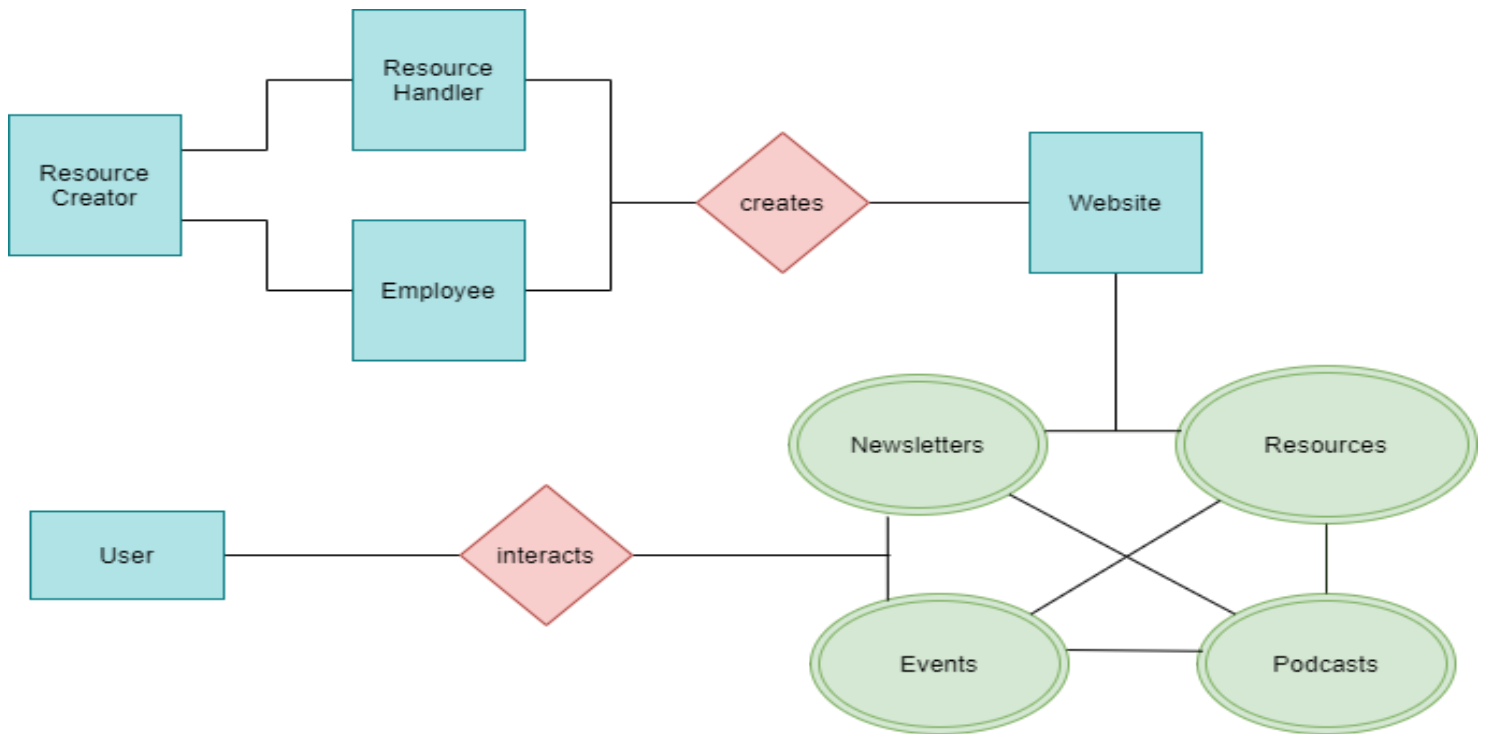 Resource
Handler
Resource
Creator
creates
Website
Employee
Newsletters
Resources
User
interacts
Events
Podcasts